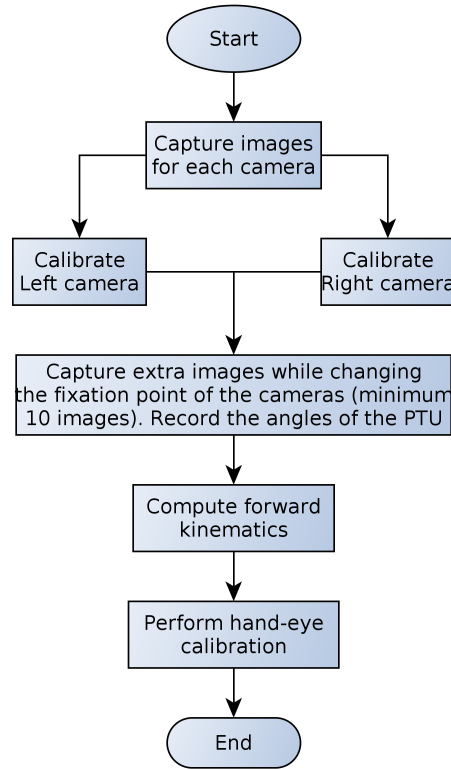 Start
Capture images
for each camera
Calibrate
Left camera
Calibrate
Right camera
Capture extra images while changing
the fixation point of the cameras (minimum
10 images). Record the angles of the PTU
Compute forward
kinematics
Perform hand-eye
calibration
End